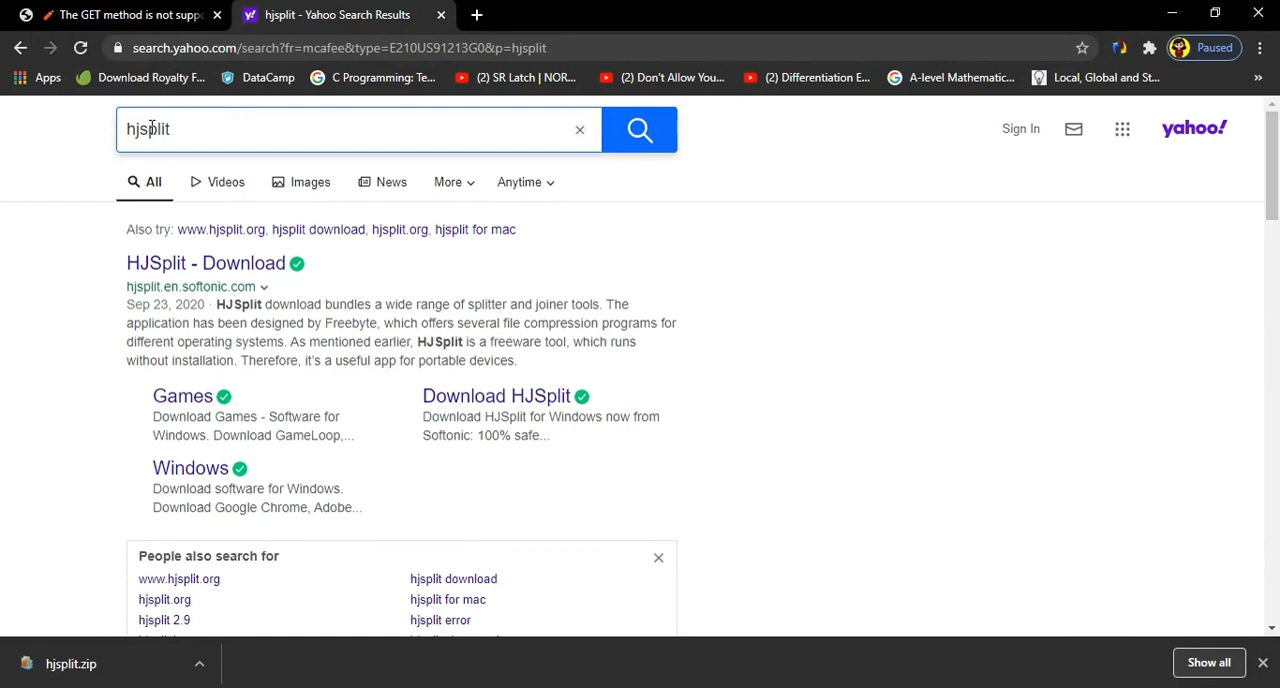 The GET method is not suppo
hjsplit - Yahoo Search Results
search.yahoo.com/search?fr=mcafee&type=E210US91213G0&p=hjsplit
Paused
Apps
Download Royalty F...
DataCamp
C Programming: Te...
(2) SR Latch | NOR...
(2) Don't Allow You...
(2) Differentiation E...
A-level Mathematic...
Local, Global and St...
hjsplit
Sign In
yahoo!
All
Videos
Images
News
More
Anytime
Also try: www.hjsplit.org, hjsplit download, hjsplit.org, hjsplit for mac
HJSplit - Download
hjsplit.en.softonic.com
Sep 23, 2020 · HJSplit download bundles a wide range of splitter and joiner tools. The
application has been designed by Freebyte, which offers several file compression programs for
different operating systems. As mentioned earlier, HJSplit is a freeware tool, which runs
without installation. Therefore, it's a useful app for portable devices.
Games
Download Games - Software for
Windows. Download GameLoop,...
Download HJSplit
Download HJSplit for Windows now from
Softonic: 100% safe...
Windows
Download software for Windows.
Download Google Chrome, Adobe...
People also search for
www.hjsplit.org
hjsplit download
hjsplit.org
hjsplit for mac
hjsplit 2.9
hjsplit error
hjsplit.zip
Show all